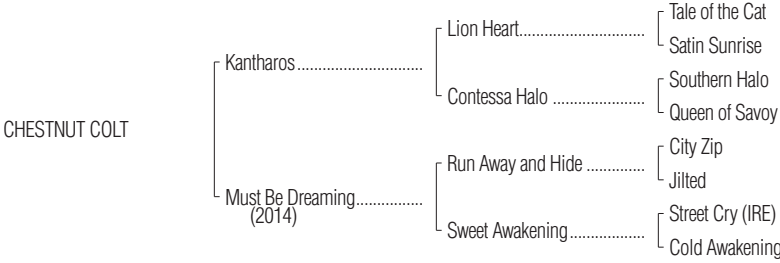 Tale of the Cat
Lion Heart..............................
Satin Sunrise
Kantharos..............................
Southern Halo
Contessa Halo ......................
Queen of Savoy
CHESTNUT COLT
City Zip
Run Away and Hide ..............
Jilted
Must Be Dreaming................
(2014)
Street Cry (IRE)
Sweet Awakening..................
Cold Awakening